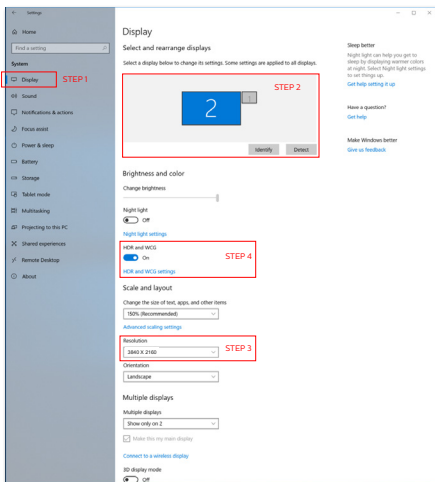 Settings
Home
Find a setting
System
Display
STEP 1
Sound
Notifications & actions
Focus assist
Power & sleep
Battery
Storage
Tablet mode
Multitasking
Projecting to this PC
Shared experiences
Remote Desktop
About
Display
Select and rearrange displays
Select a display below to change its settings. Some settings are applied to all displays.
STEP 2
2
1
Identify
Detect
Brightness and color
Change brightness
Night light
Off
Night light settings
HDR and WCG
On
STEP 4
HDR and WCG settings
Scale and layout
Change the size of text, apps, and other items
150% (Recommended)
Advanced scaling settings
Resolution
3840 X 2160
STEP 3
Orientation
Landscape
Multiple displays
Multiple displays
Show only on 2
Make this my main display
Connect to a wireless display
3D display mode
Off
Sleep better
Night light can help you get to
sleep by displaying warmer colors
at night. Select Night light settings
to set things up.
Get help setting it up
Have a question?
Get help
Make Windows better
Give us feedback